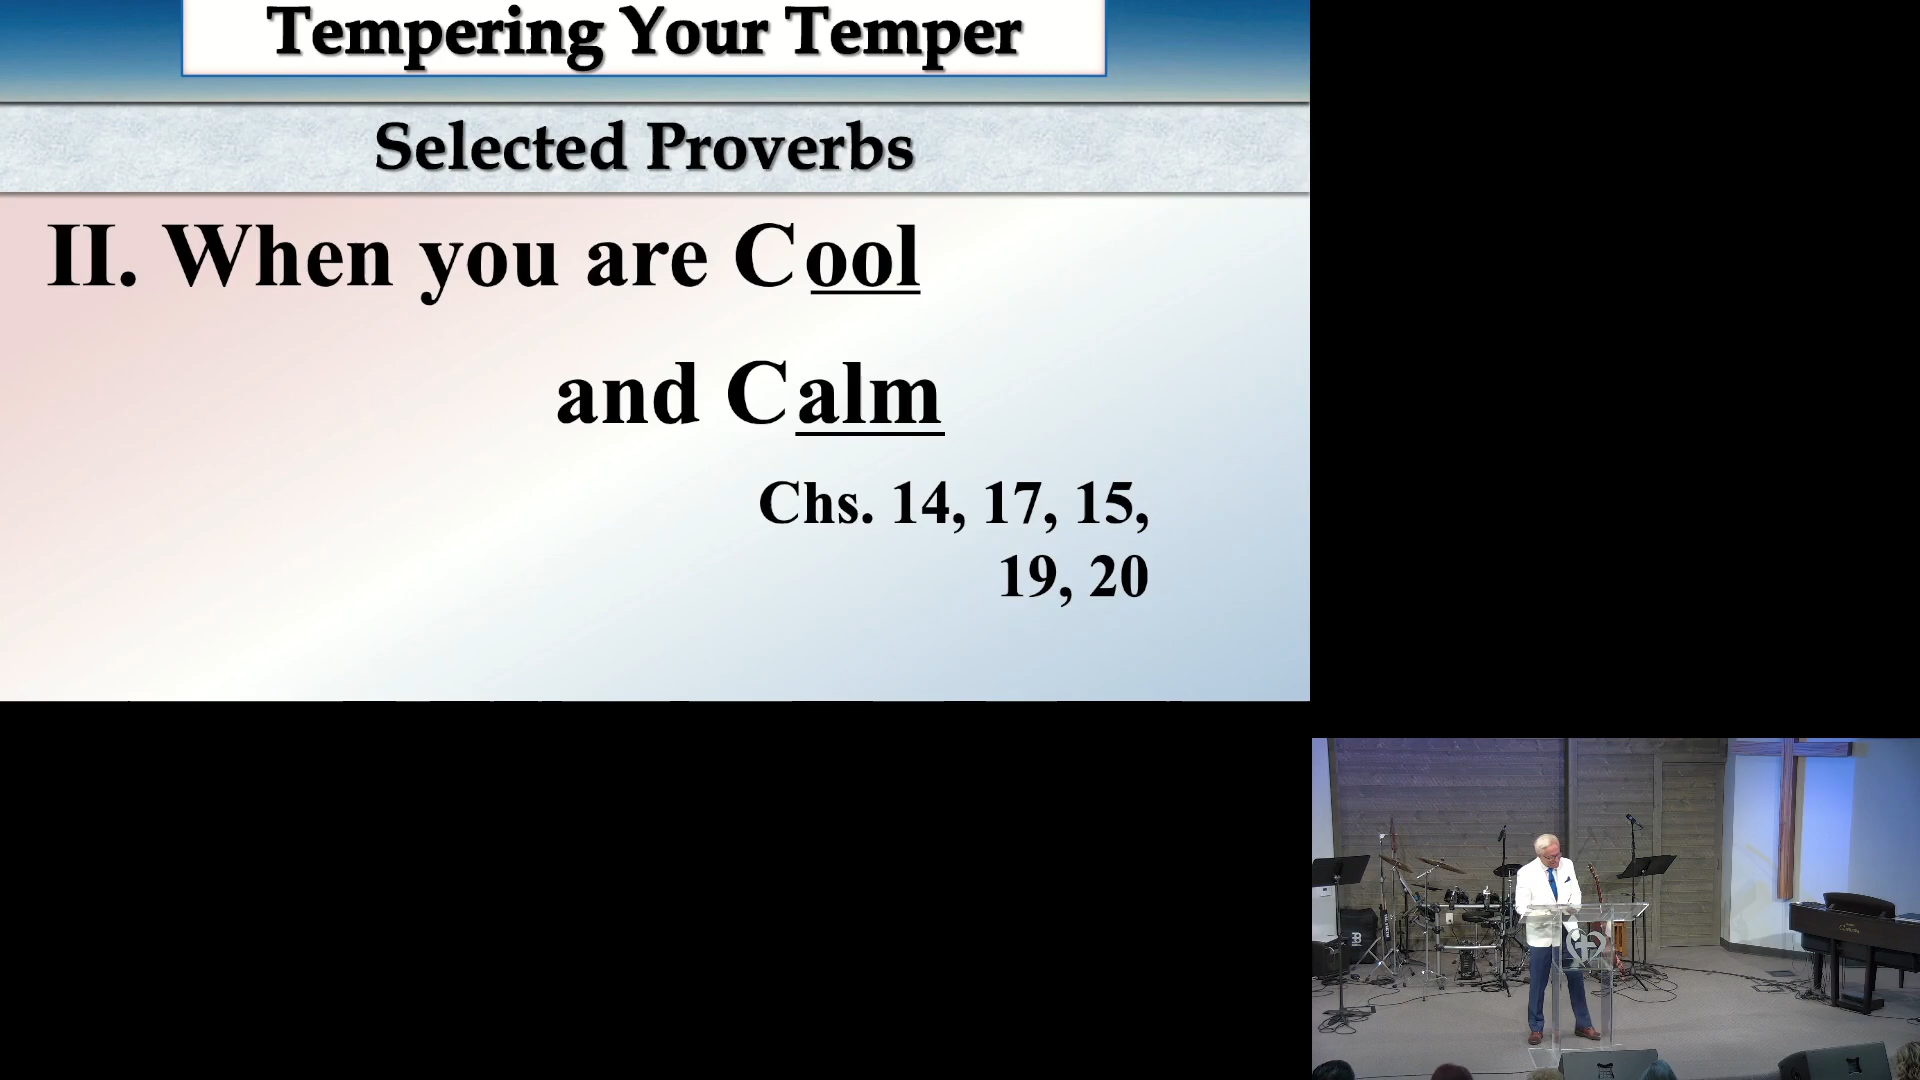 Tempering Your Temper
Selected Proverbs
II. When you are Cool
and Calm
Chs. 14, 17, 15,
19, 20